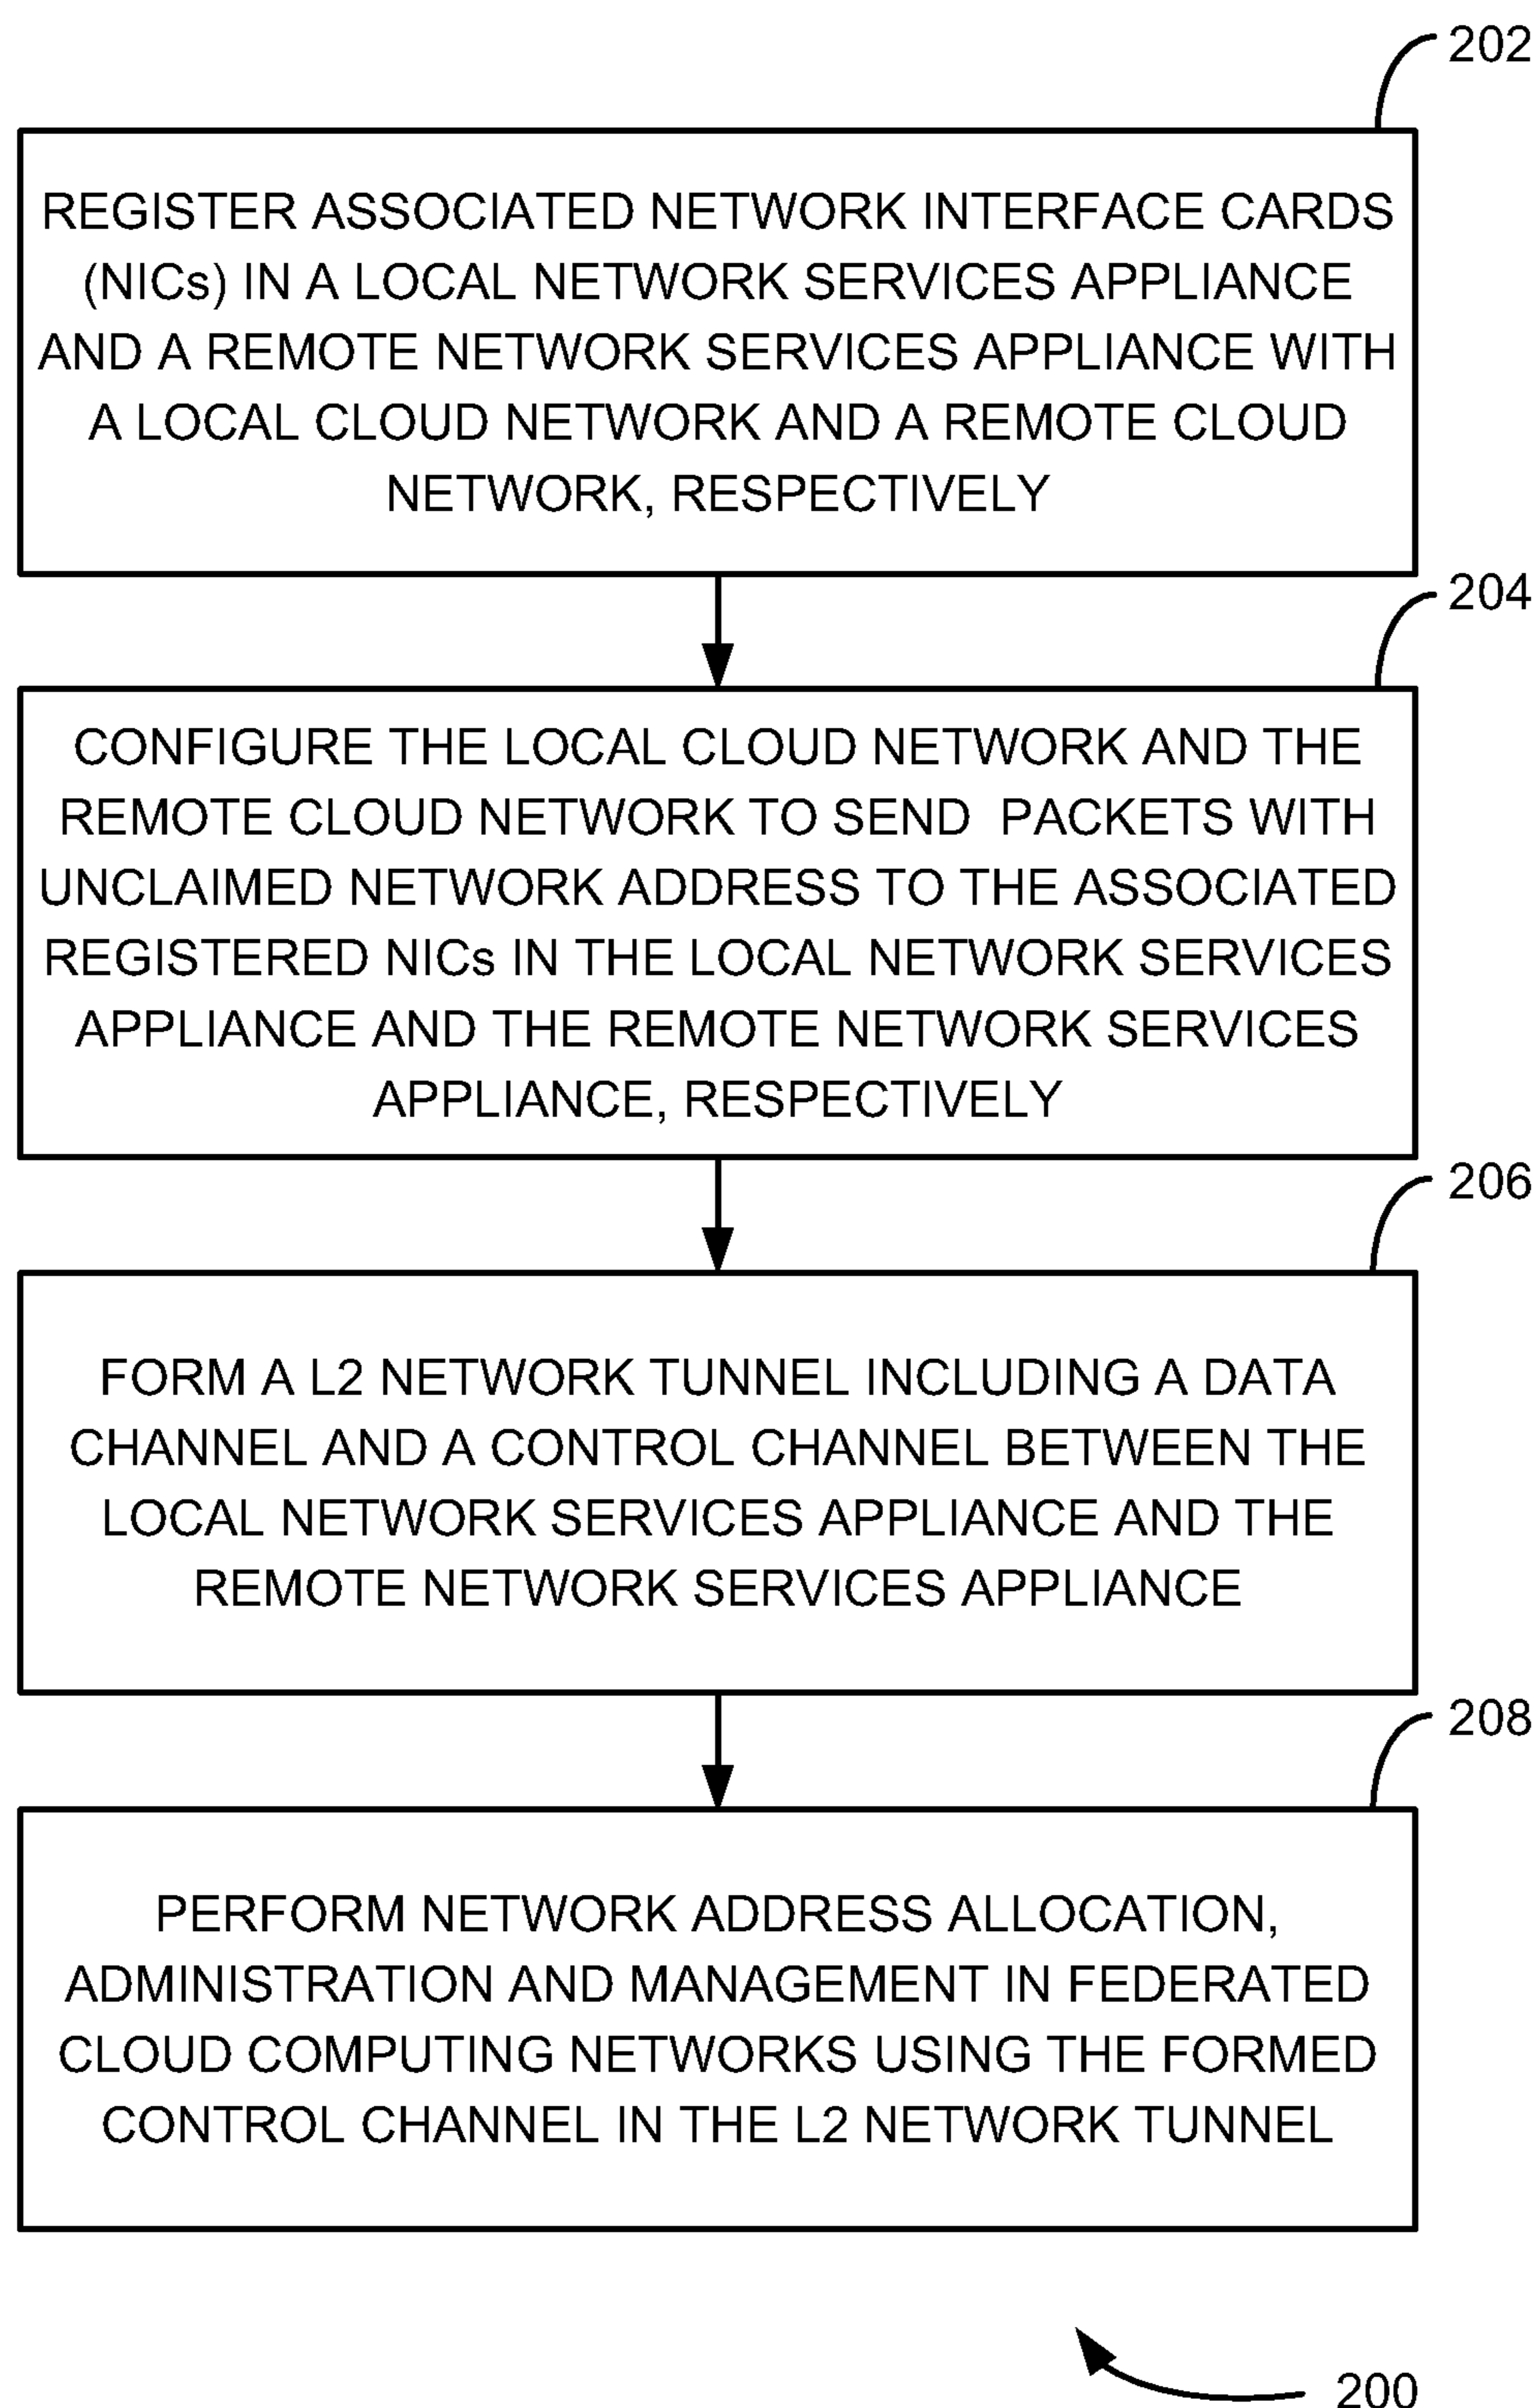 202
REGISTER ASSOCIATED NETWORK INTERFACE CARDS
(NICs) IN A LOCAL NETWORK SERVICES APPLIANCE
AND A REMOTE NETWORK SERVICES APPLIANCE WITH
A LOCAL CLOUD NETWORK AND A REMOTE CLOUD
NETWORK, RESPECTIVELY
204
CONFIGURE THE LOCAL CLOUD NETWORK AND THE
REMOTE CLOUD NETWORK TO SEND PACKETS WITH
UNCLAIMED NETWORK ADDRESS TO THE ASSOCIATED
REGISTERED NICs IN THE LOCAL NETWORK SERVICES
APPLIANCE AND THE REMOTE NETWORK SERVICES
APPLIANCE, RESPECTIVELY
206
FORM A L2 NETWORK TUNNEL INCLUDING A DATA
CHANNEL AND A CONTROL CHANNEL BETWEEN THE
LOCAL NETWORK SERVICES APPLIANCE AND THE
REMOTE NETWORK SERVICES APPLIANCE
208
PERFORM NETWORK ADDRESS ALLOCATION,
ADMINISTRATION AND MANAGEMENT IN FEDERATED
CLOUD COMPUTING NETWORKS USING THE FORMED
CONTROL CHANNEL IN THE L2 NETWORK TUNNEL
200